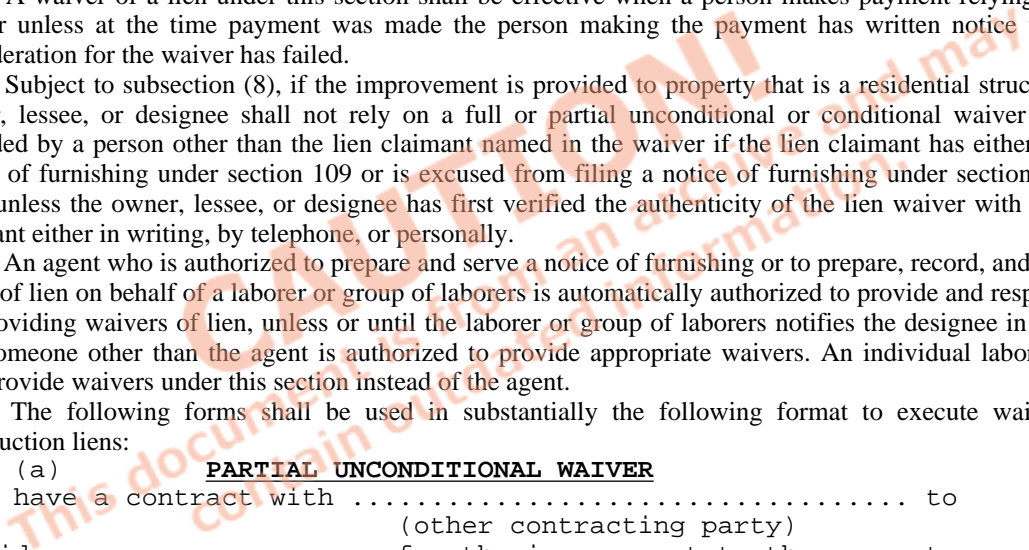 A waiver of a lien under this section shall be effective when a person makes payment relying
r unless at the time payment was made the person making the payment has written notice
deration for the waiver has failed.
Subject to subsection (8), if the improvement is provided to property that is a residential struc
, lessee, or designee shall not rely on a full or partial unconditional or conditional waiver
ded by a person other than the lien claimant named in the waiver if the lien claimant has either
of furnishing under section 109 or is excused from filing a notice of furnishing under section
unless the owner, lessee, or designee has first verified the authenticity of the lien waiver with
ant either in writing, by telephone, or personally.
An agent who is authorized to prepare and serve a notice of furnishing or to prepare, record, and
of lien on behalf of a laborer or group of laborers is automatically authorized to provide and resp
oviding waivers of lien, unless or until the laborer or group of laborers notifies the designee in
omeone other than the agent is authorized to provide appropriate waivers. An individual labor
rovide waivers under this section instead of the agent.
The following forms shall be used in substantially the following format to execute wai
uction liens:
(a) PARTIAL UNCONDITIONAL WAIVER
have a contract with .................................... to
(other contracting party)
CAUTION!
This document is from an archive and may
contain outdated information.